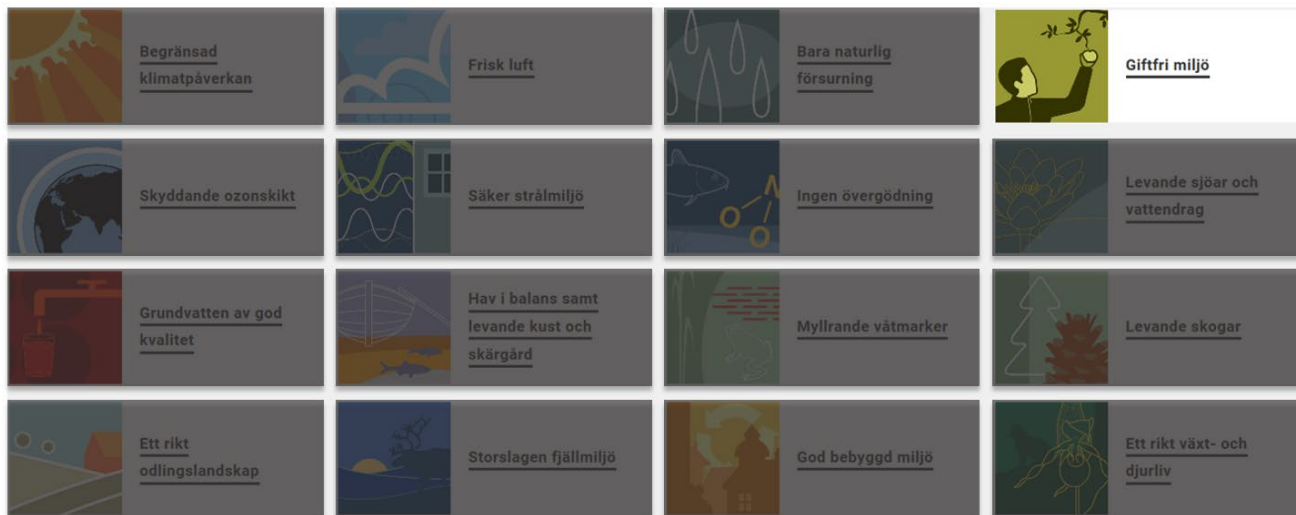 Begränsad
klimatpåverkan
Frisk luft
Bara naturlig
försurning
Giftfri miljö
Skyddande ozonskikt
Säker strålmiljö
Ingen övergödning
Levande sjöar och
vattendrag
Grundvatten av god
kvalitet
Hav i balans samt
levande kust och
skärgård
Myllrande våtmarker
Levande skogar
Ett rikt
odlingslandskap
Storslagen fjällmiljö
God bebyggd miljö
Ett rikt växt- och
djurliv